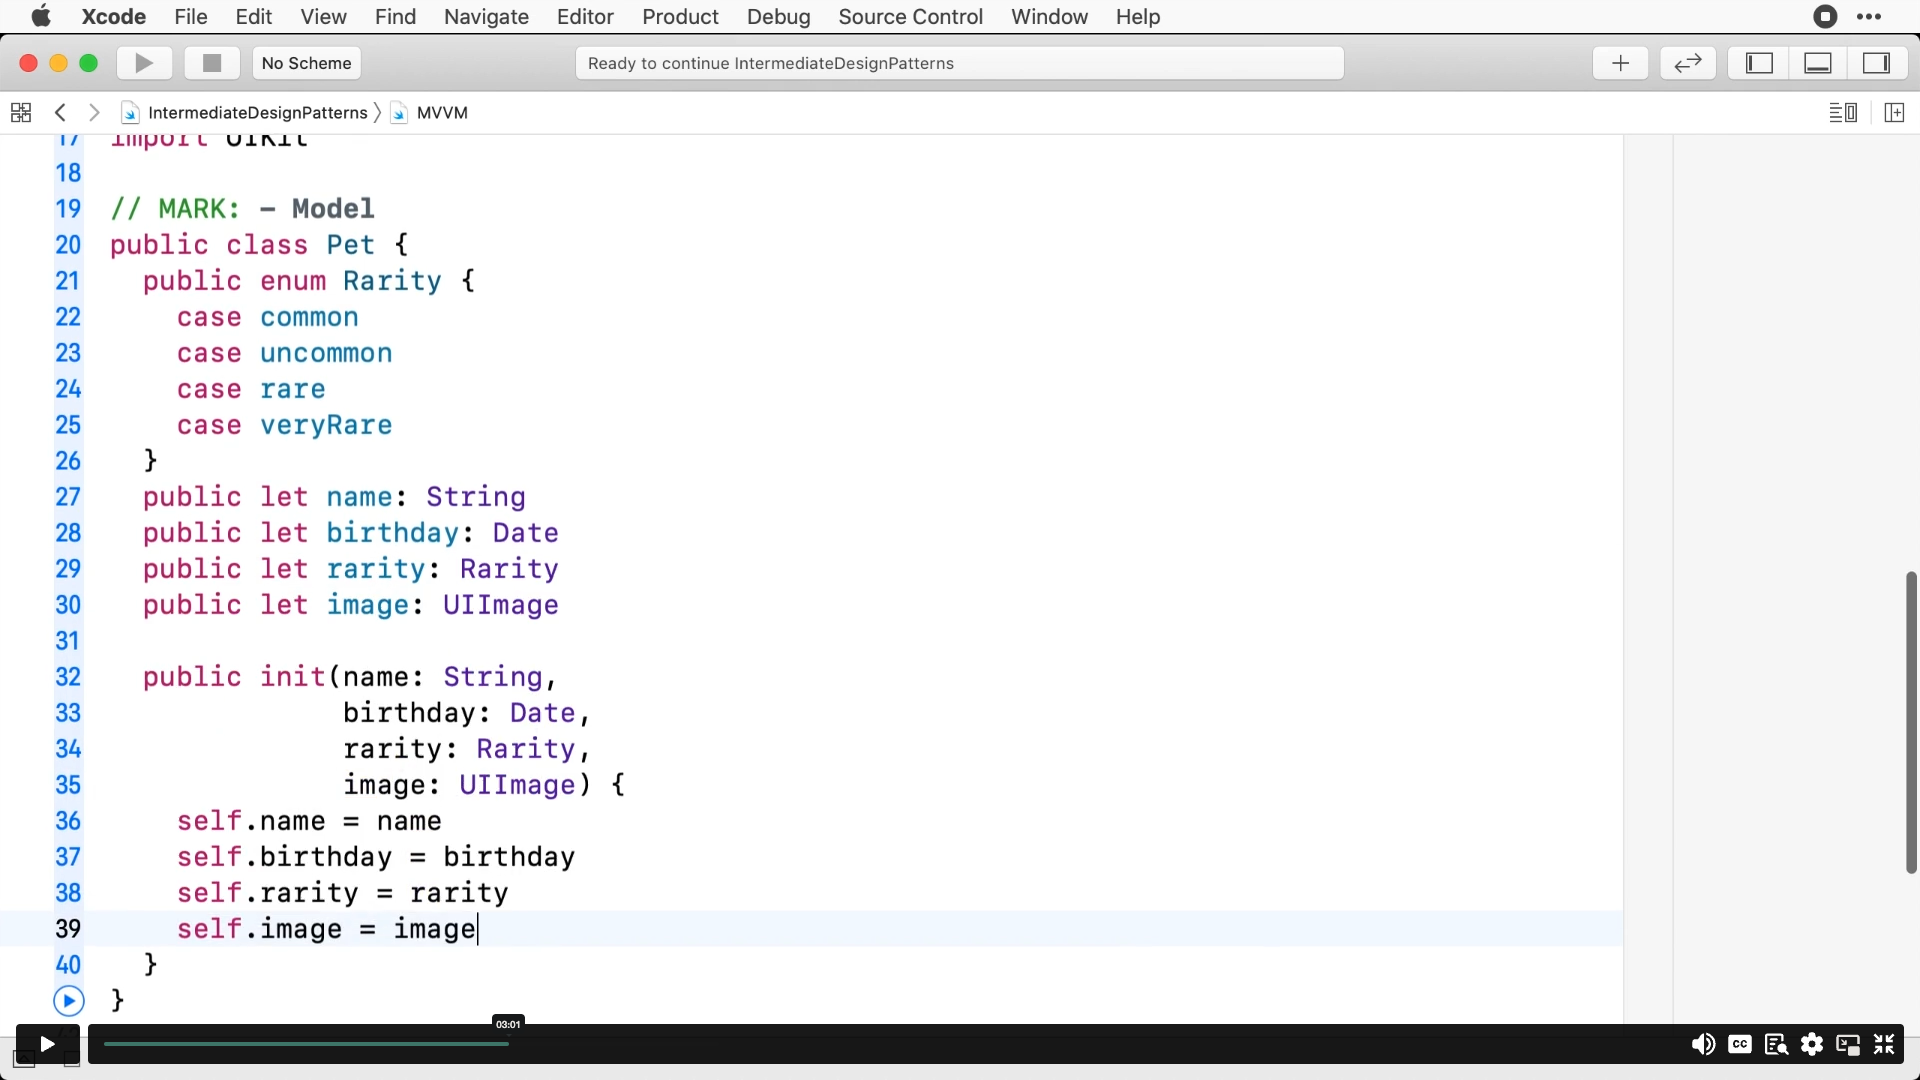 Xcode File Edit View Find Navigate Editor Product Debug Source Control Window Help
No Scheme
Ready to continue IntermediateDesignPatterns
IntermediateDesignPatterns
MVVM
17 import UIKit
18
19 // MARK: - Model
20 public class Pet {
21 public enum Rarity {
22 case common
23 case uncommon
24 case rare
25 case veryRare
26 }
27 public let name: String
28 public let birthday: Date
29 public let rarity: Rarity
30 public let image: UIImage
31
32 public init(name: String,
33 birthday: Date,
34 rarity: Rarity,
35 image: UIImage) {
36 self.name = name
37 self.birthday = birthday
38 self.rarity = rarity
39 self.image = image
40 }
}
03:01
CC